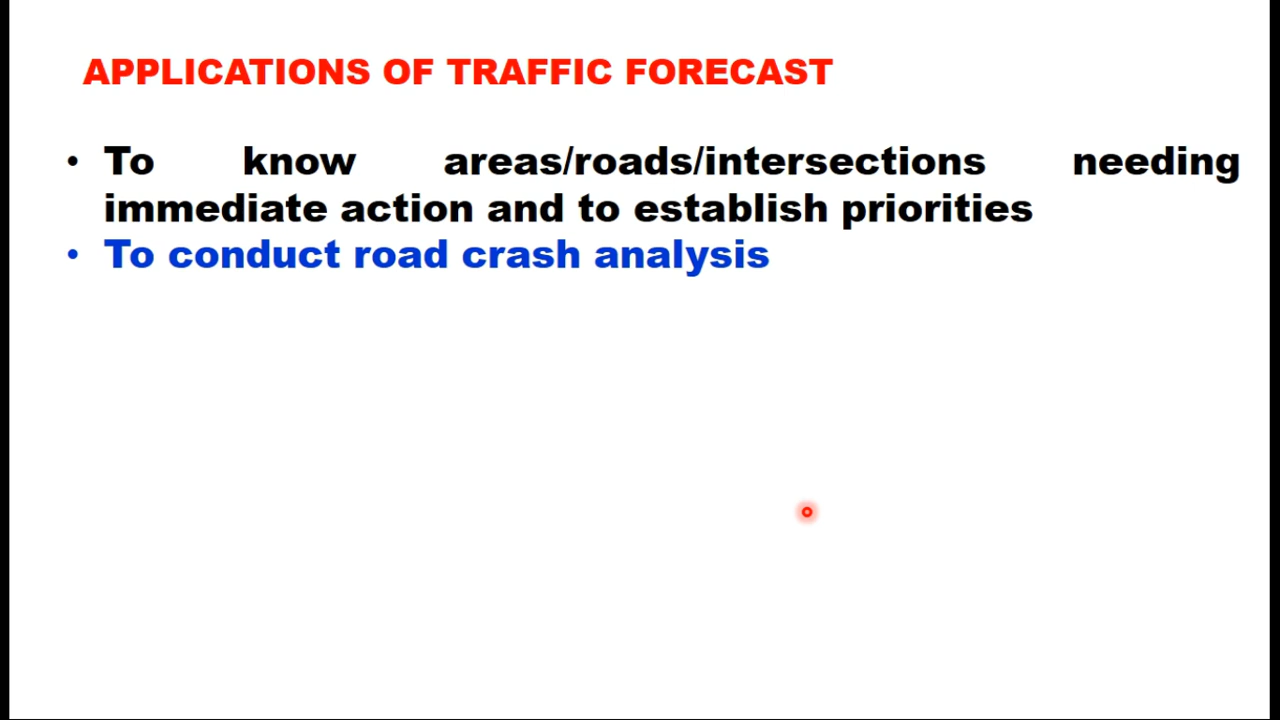 APPLICATIONS OF TRAFFIC FORECAST
• To know areas/roads/intersections needing
immediate action and to establish priorities
• To conduct road crash analysis